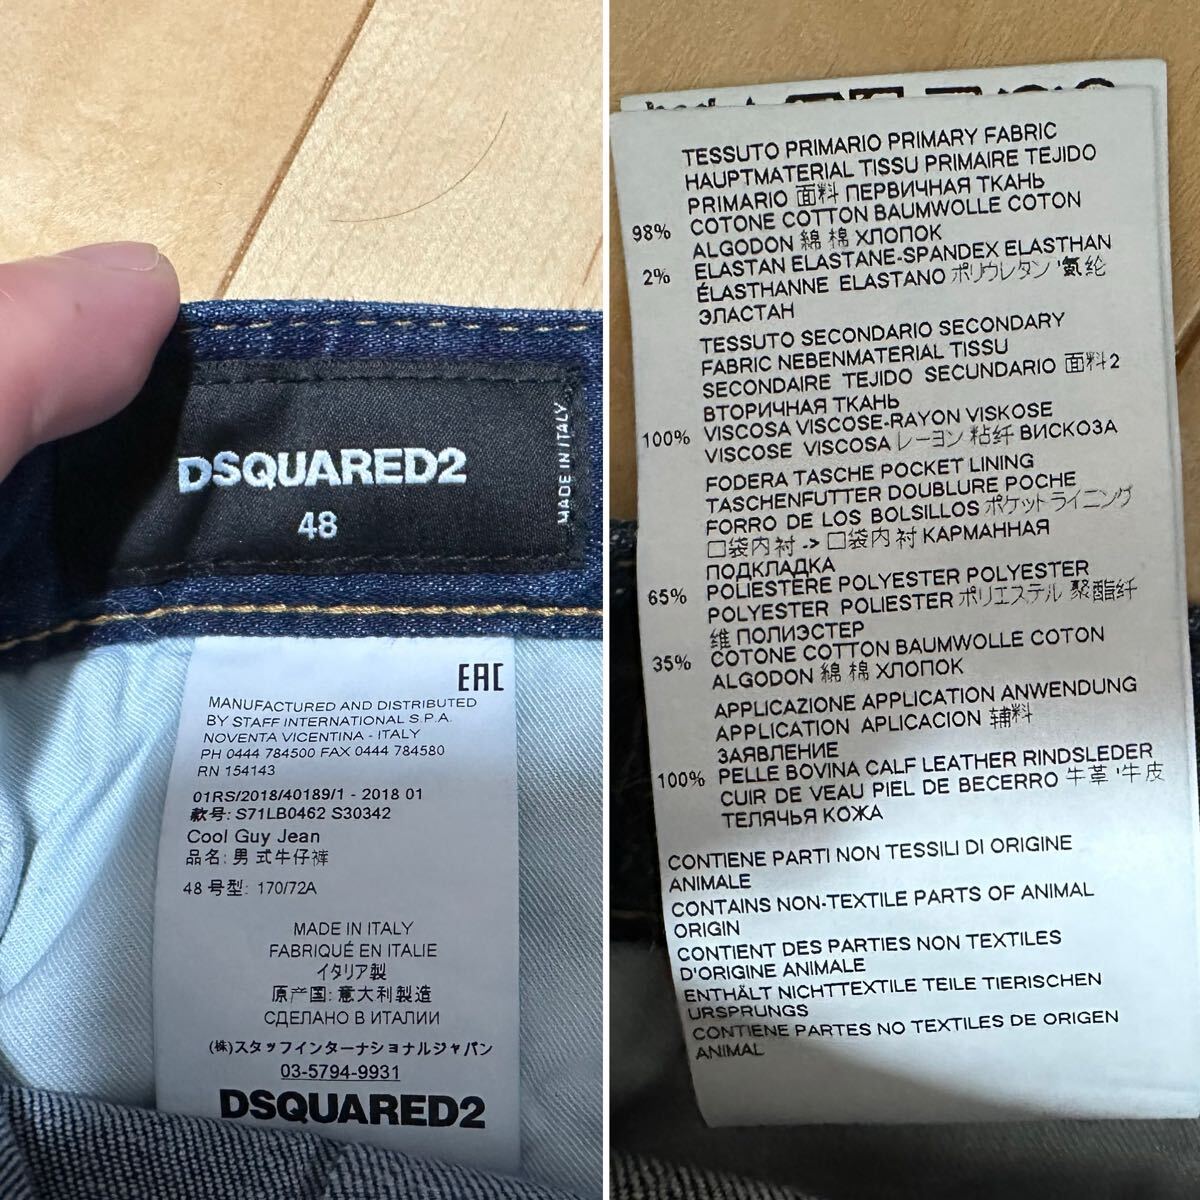 DSQUARED2
48
MADE IN ITALY
EAC
MANUFACTURED AND DISTRIBUTED
BY STAFF INTERNATIONAL S.P.A.
NOVENTA VICENTINA - ITALY
PH 0444 784500 FAX 0444 784580
RN 154143
01RS/2018/40189/1 - 2018 01
款号: S71LB0462 S30342
Cool Guy Jean
品名: 男式牛仔裤
48 号型: 170/72A
MADE IN ITALY
FABRIQUÉ EN ITALIE
イタリア製
原产国: 意大利製造
СДЕЛАНО В ИТАЛИИ
(株)スタッフインターナショナルジャパン
03-5794-9931
DSQUARED2
TESSUTO PRIMARIO PRIMARY FABRIC
HAUPTMATERIAL TISSU PRIMAIRE TEJIDO
PRIMARIO 面料 ПЕРВИЧНАЯ ТКАНЬ
98% COTONE COTTON BAUMWOLLE COTON
ALGODON 綿 棉 ХЛОПОК
2% ELASTAN ELASTANE-SPANDEX ELASTHAN
ÉLASTHANNE ELASTANO ポリウレタン '氨纶
ЭЛАСТАН
TESSUTO SECONDARIO SECONDARY
FABRIC NEBENMATERIAL TISSU
SECONDAIRE TEJIDO SECUNDARIO 面料2
ВТОРИЧНАЯ ТКАНЬ
100% VISCOSA VISCOSE-RAYON VISKOSE
VISCOSE VISCOSA レーヨン 粘纤 ВИСКОЗА
FODERA TASCHE POCKET LINING
TASCHENFUTTER DOUBLURE POCHE
FORRO DE LOS BOLSILLOS ポケットライニング
口袋内衬 -> 口袋内衬 КАРМАННАЯ
ПОДКЛАДКА
65% POLIESTERE POLYESTER POLYESTER
POLYESTER POLIESTER ポリエステル 聚酯纤
维 ПОЛИЭСТЕР
35% COTONE COTTON BAUMWOLLE COTON
ALGODON 綿 棉 ХЛОПОК
APPLICAZIONE APPLICATION ANWENDUNG
APPLICATION APLICACION 辅料
ЗАЯВЛЕНИЕ
100% PELLE BOVINA CALF LEATHER RINDSLEDER
CUIR DE VEAU PIEL DE BECERRO 牛革 '牛皮
ТЕЛЯЧЬЯ КОЖА
CONTIENE PARTI NON TESSILI DI ORIGINE
ANIMALE
CONTAINS NON-TEXTILE PARTS OF ANIMAL
ORIGIN
CONTIENT DES PARTIES NON TEXTILES
D'ORIGINE ANIMALE
ENTHÄLT NICHTTEXTILE TEILE TIERISCHEN
URSPRUNGS
CONTIENE PARTES NO TEXTILES DE ORIGEN
ANIMAL